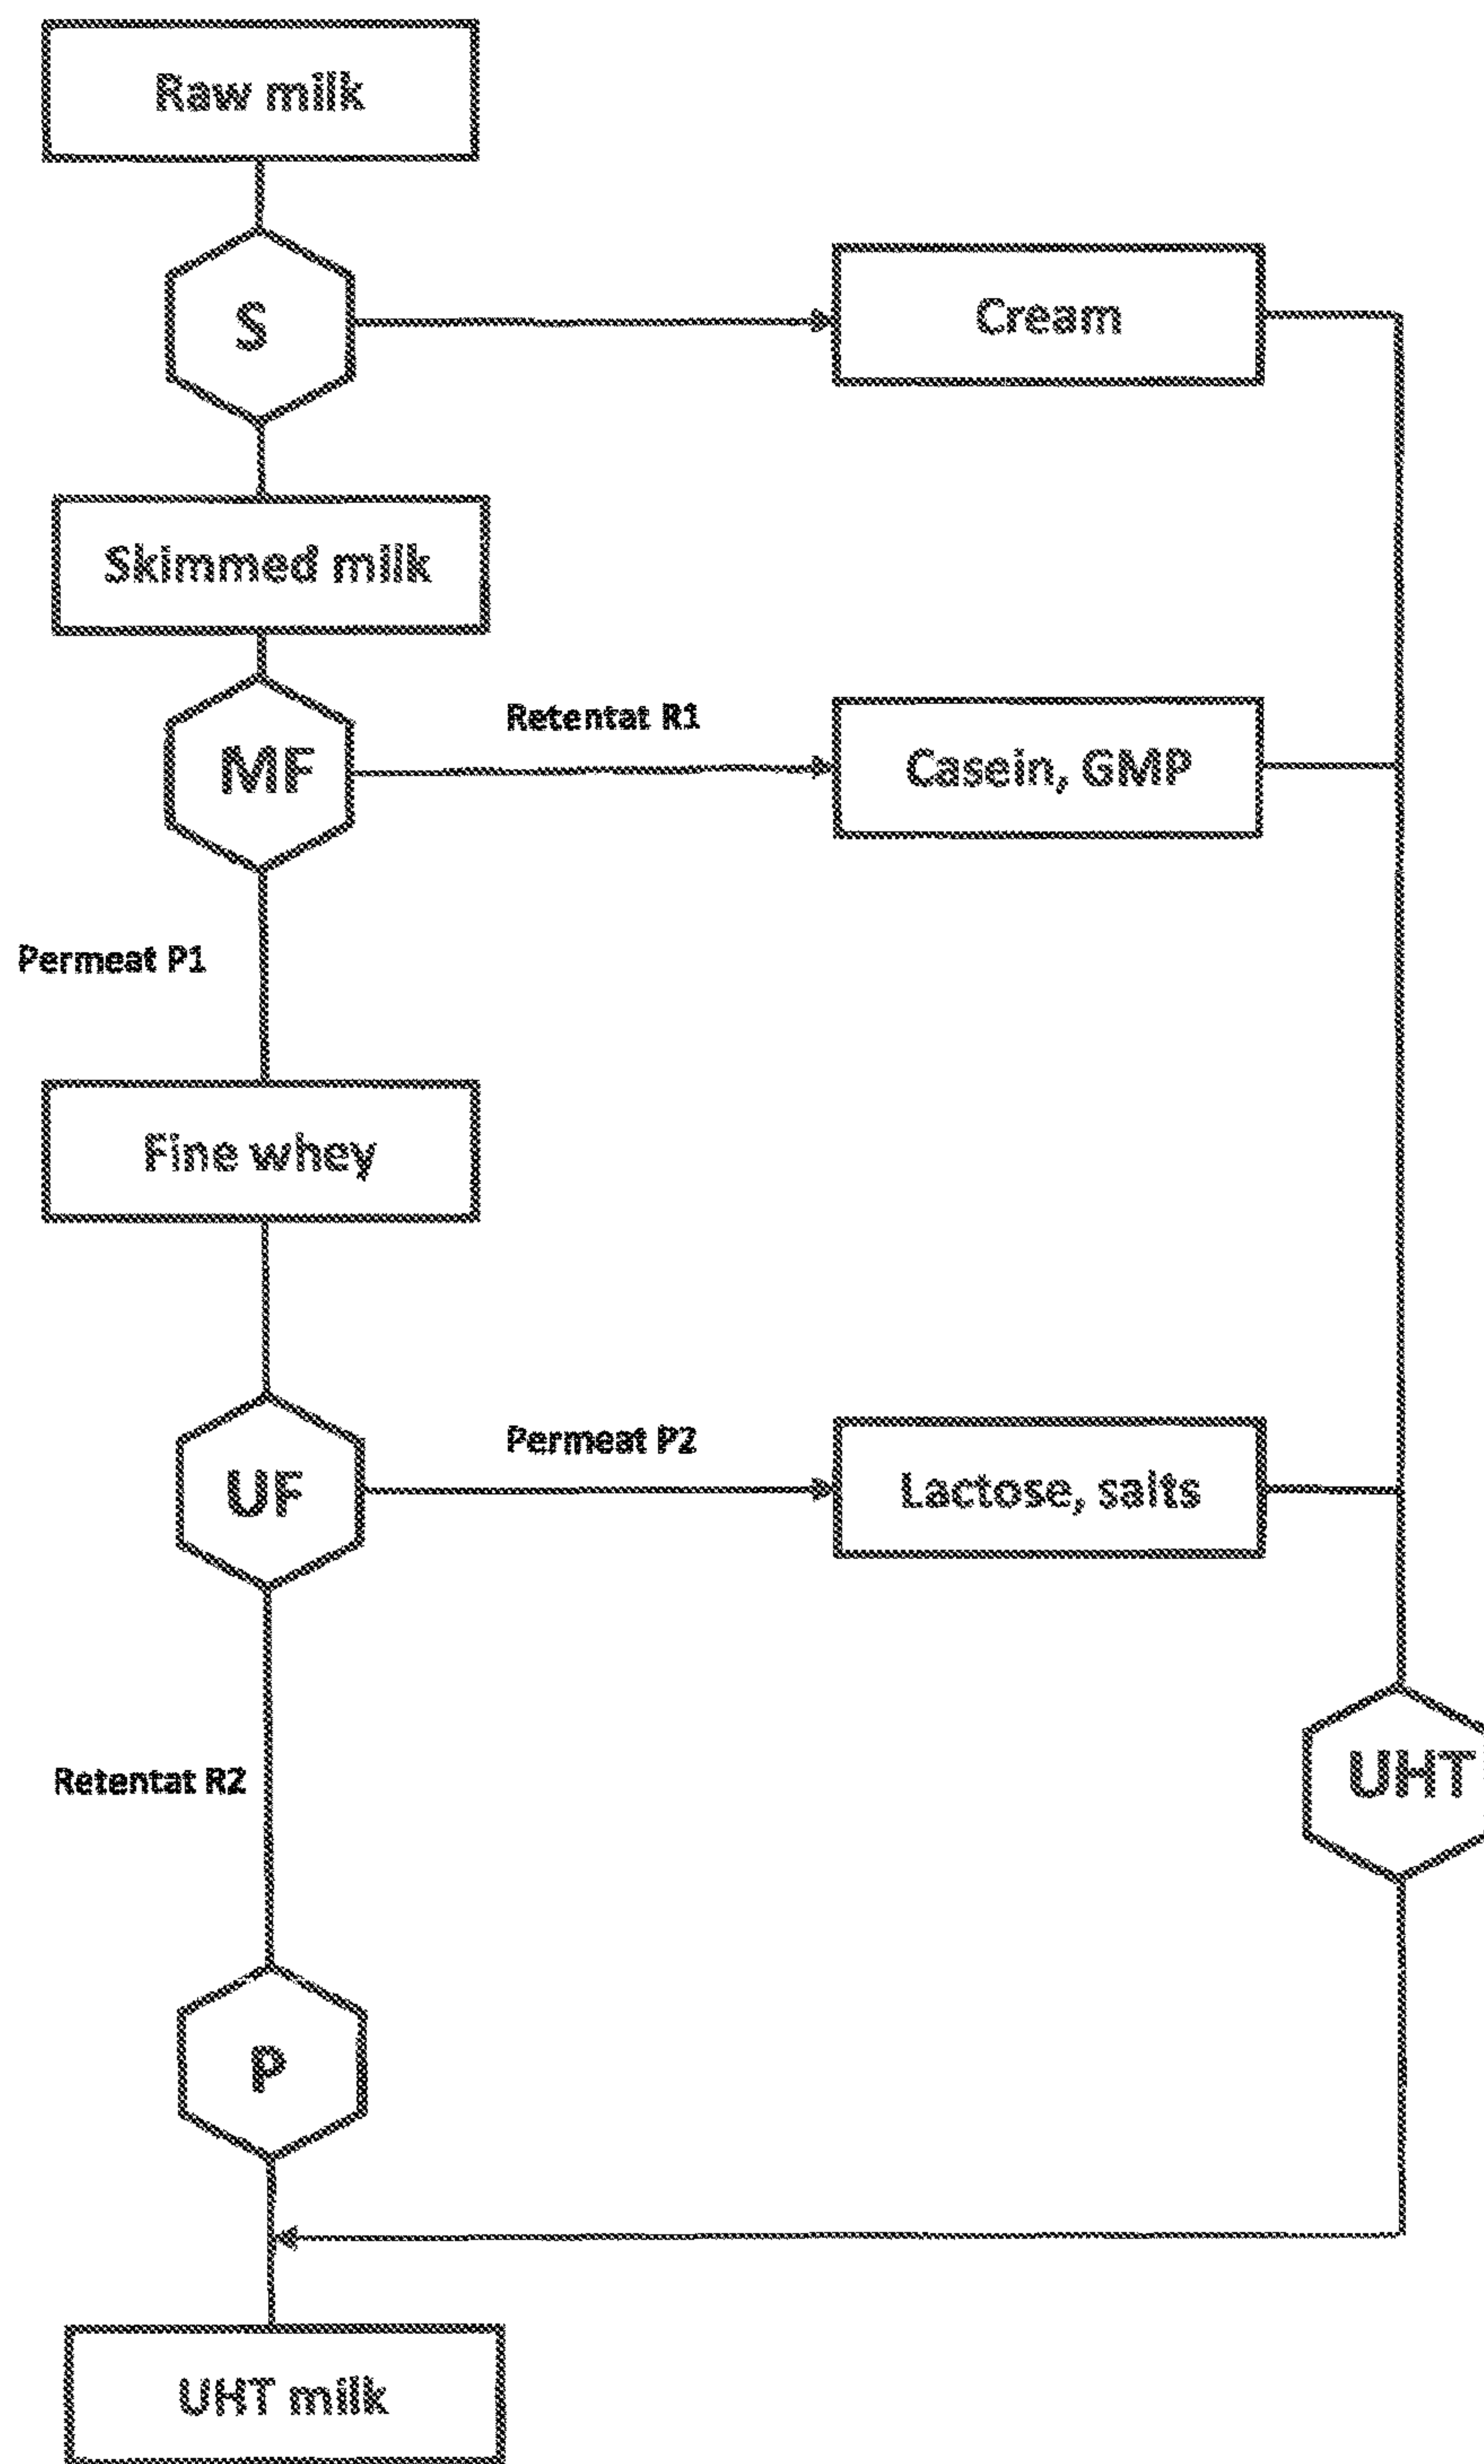 Raw milk
S
Cream
Skimmed milk
Retentat R1
MF
Casein, GMP
Permeat P1
Fine whey
Permeat P2
UF
Lactose, salts
UHT
Retentat R2
P
UHT milk